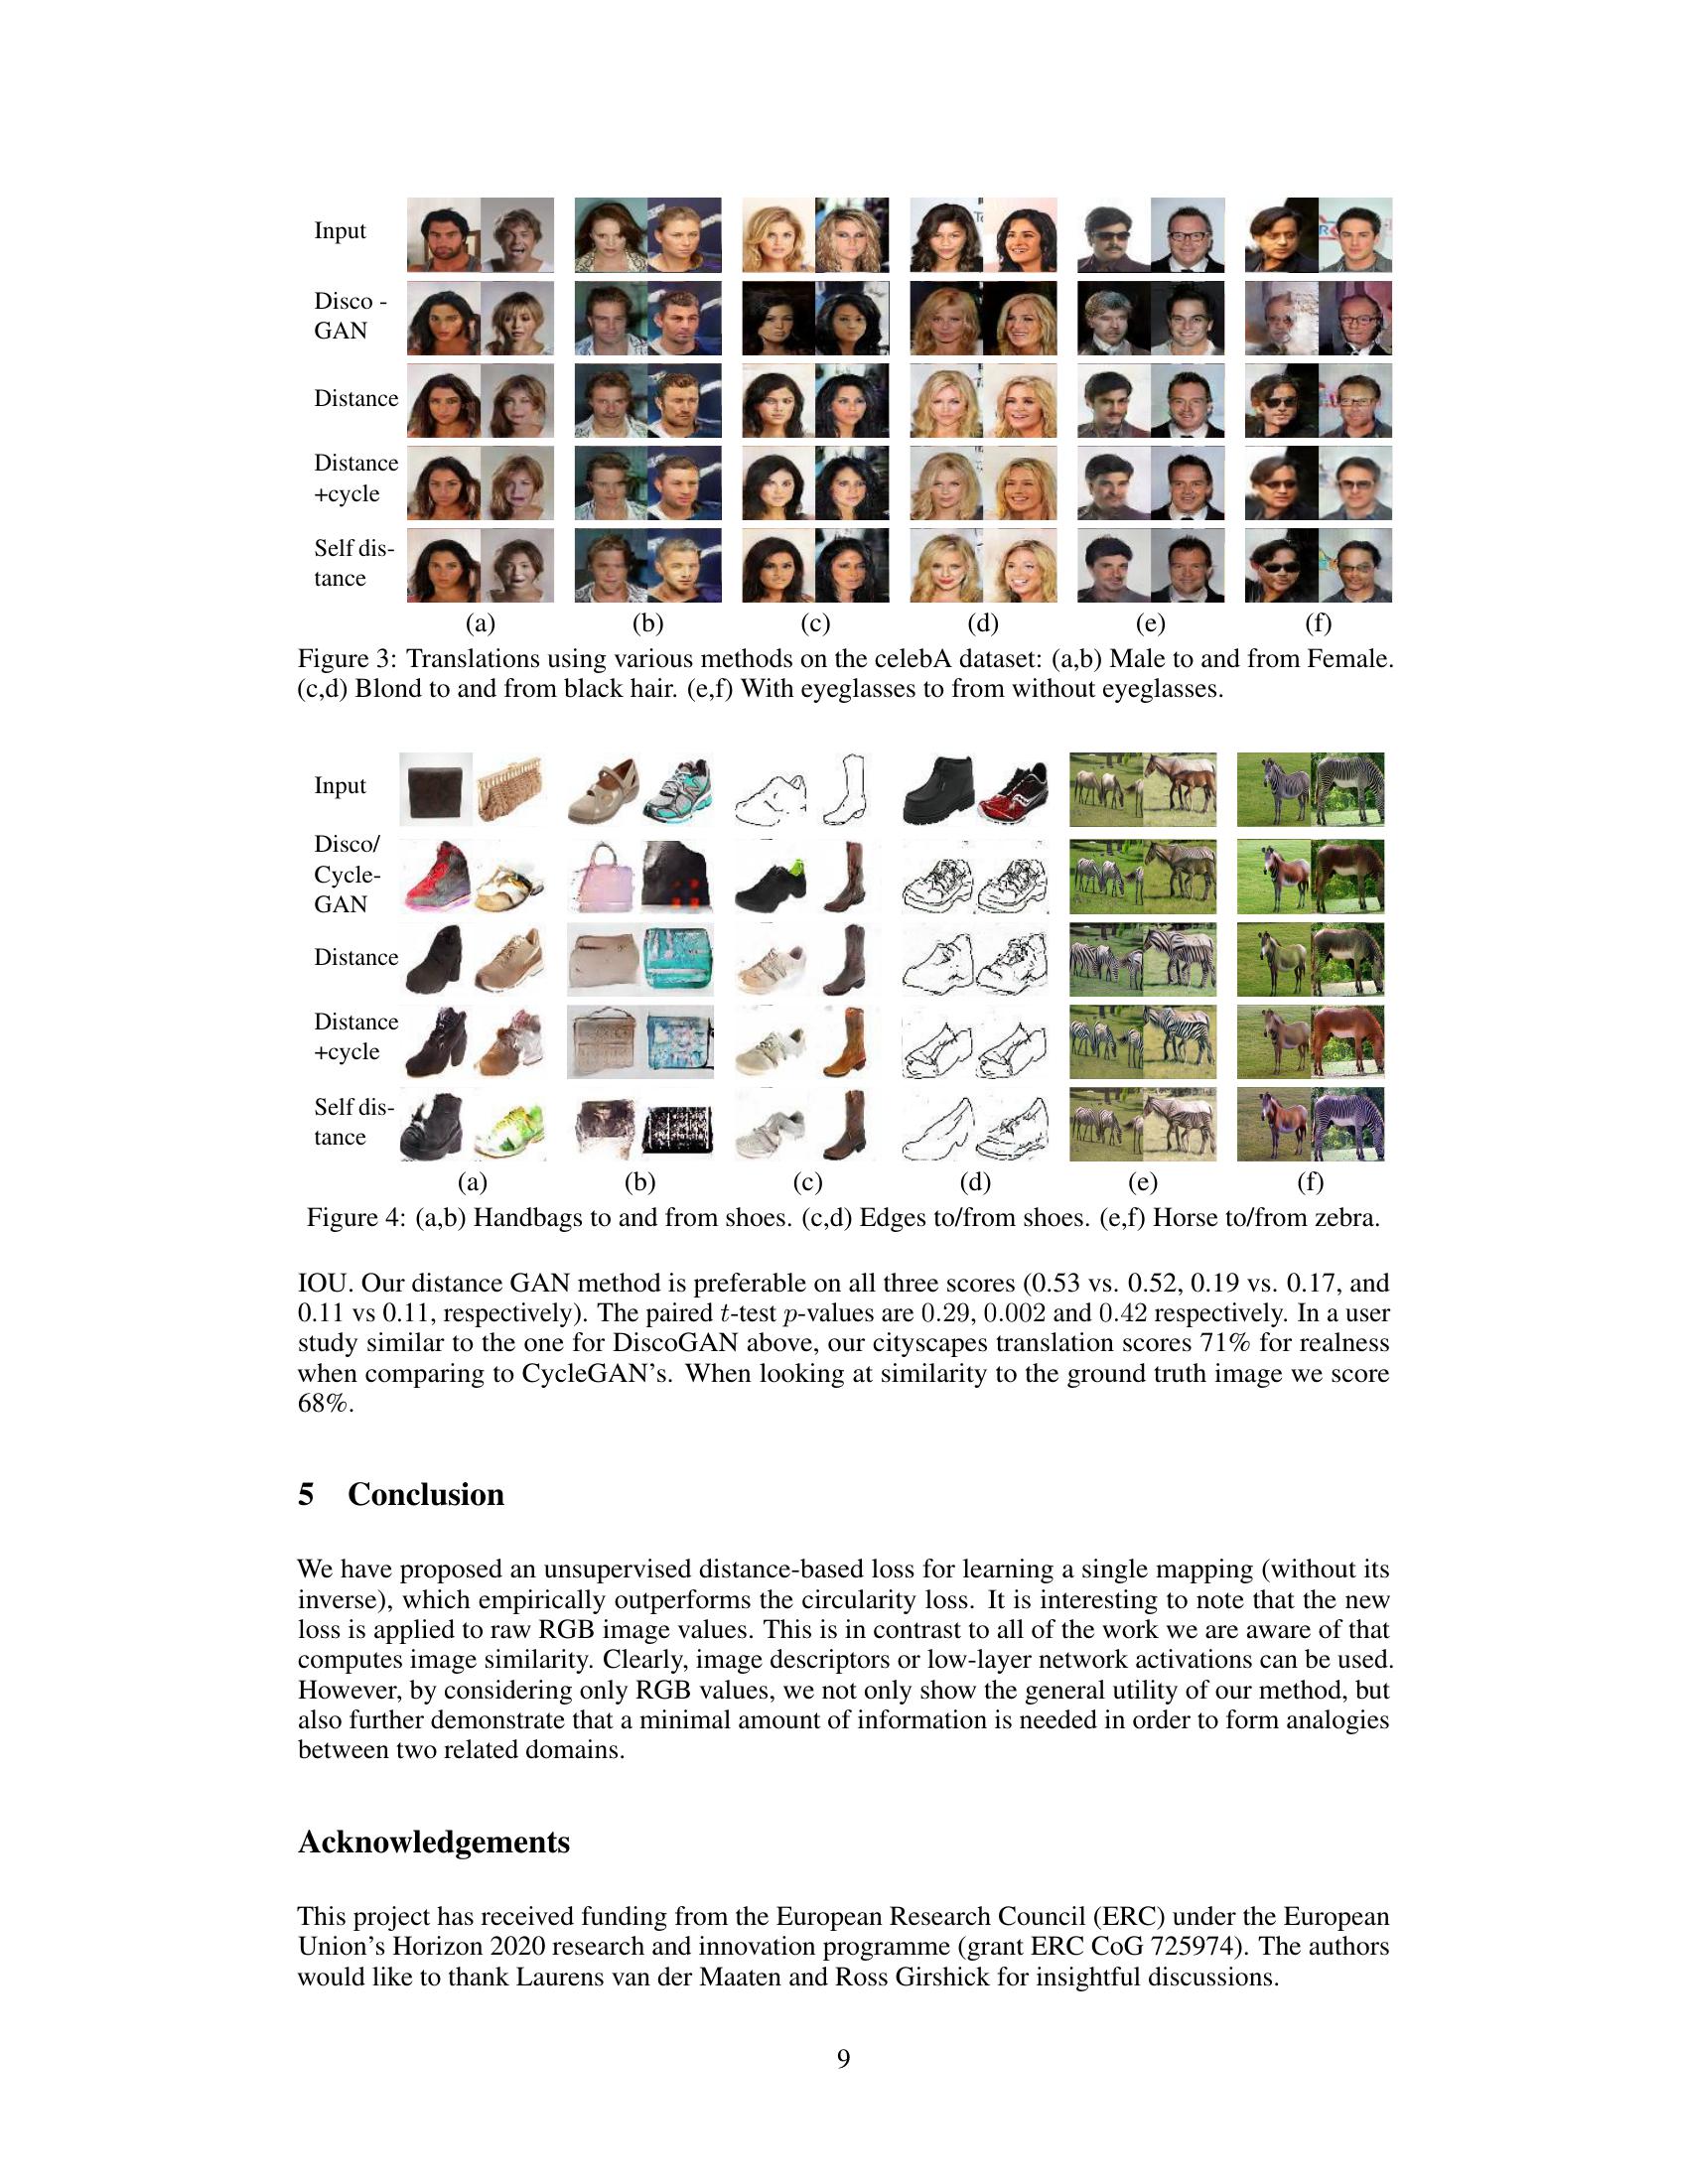 Input
Disco -
GAN
Distance
Distance
+cycle
Self dis-
tance
(a) (b) (c) (d) (e) (f)
Figure 3: Translations using various methods on the celebA dataset: (a,b) Male to and from Female.
(c,d) Blond to and from black hair. (e,f) With eyeglasses to from without eyeglasses.
Input
Disco/
Cycle-
GAN
Distance
Distance
+cycle
Self dis-
tance
(a) (b) (c) (d) (e) (f)
Figure 4: (a,b) Handbags to and from shoes. (c,d) Edges to/from shoes. (e,f) Horse to/from zebra.
IOU. Our distance GAN method is preferable on all three scores (0.53 vs. 0.52, 0.19 vs. 0.17, and
0.11 vs 0.11, respectively). The paired t-test p-values are 0.29, 0.002 and 0.42 respectively. In a user
study similar to the one for DiscoGAN above, our cityscapes translation scores 71% for realness
when comparing to CycleGAN's. When looking at similarity to the ground truth image we score
68%.
5 Conclusion
We have proposed an unsupervised distance-based loss for learning a single mapping (without its
inverse), which empirically outperforms the circularity loss. It is interesting to note that the new
loss is applied to raw RGB image values. This is in contrast to all of the work we are aware of that
computes image similarity. Clearly, image descriptors or low-layer network activations can be used.
However, by considering only RGB values, we not only show the general utility of our method, but
also further demonstrate that a minimal amount of information is needed in order to form analogies
between two related domains.
Acknowledgements
This project has received funding from the European Research Council (ERC) under the European
Union's Horizon 2020 research and innovation programme (grant ERC CoG 725974). The authors
would like to thank Laurens van der Maaten and Ross Girshick for insightful discussions.
9